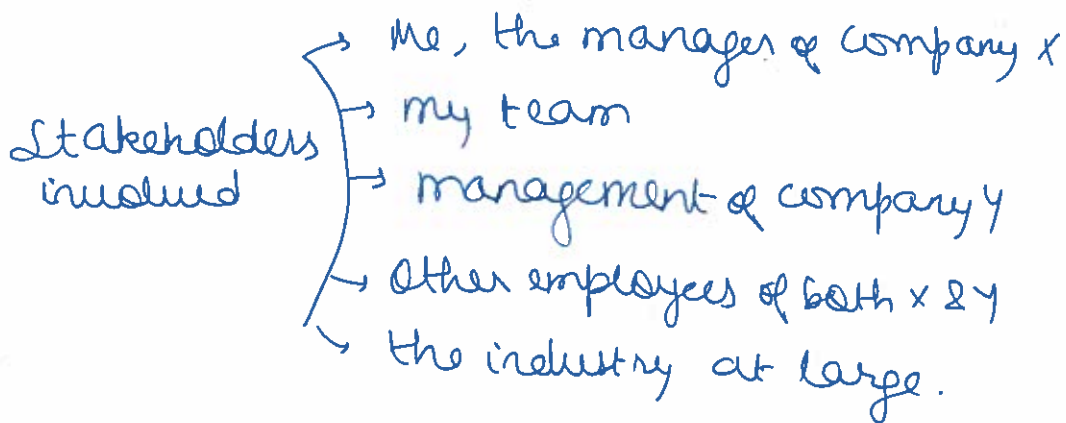 Me, the manager of company X
my team
Stakeholders
involved
management of company Y
Other employees of both X & Y
the industry at large.